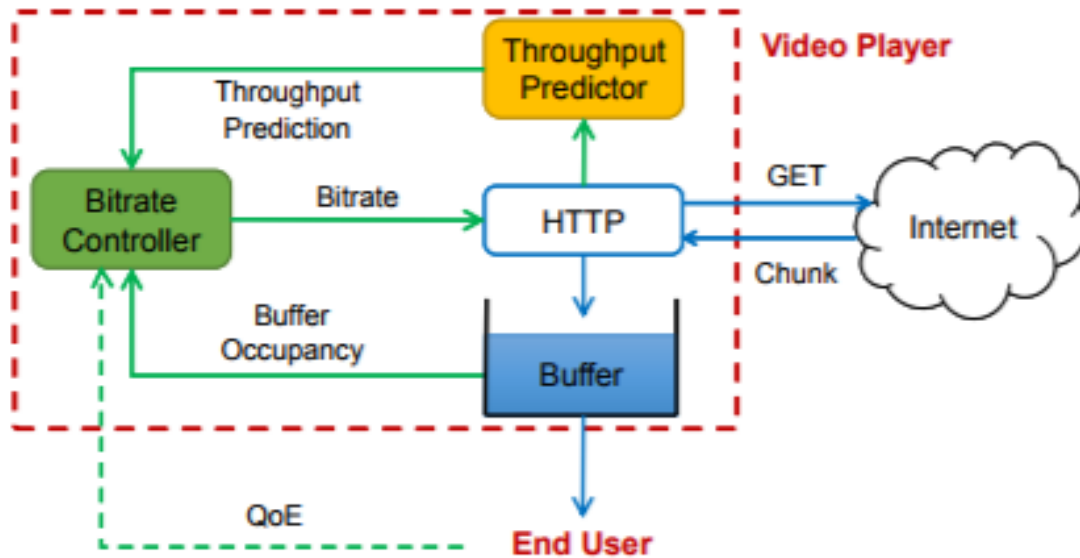 Throughput
Predictor
Video Player
Throughput
Prediction
Bitrate
Controller
Bitrate
HTTP
GET
Internet
Chunk
Buffer
Occupancy
Buffer
QoE
End User